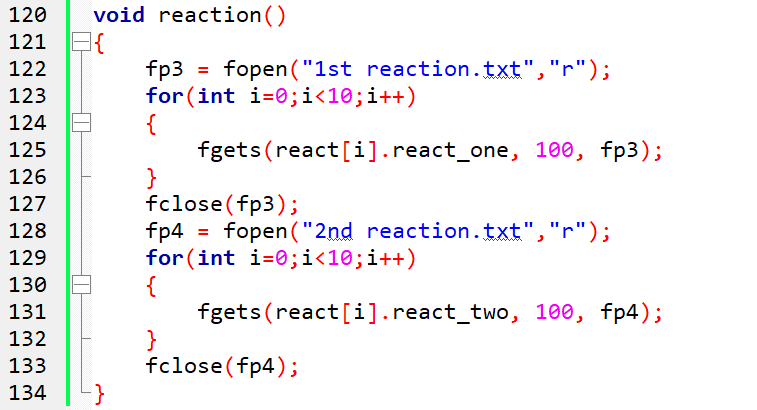 120 void reaction()
121 {
122     fp3 = fopen("1st reaction.txt","r");
123     for(int i=0;i<10;i++)
124     {
125         fgets(react[i].react_one, 100, fp3);
126     }
127     fclose(fp3);
128     fp4 = fopen("2nd reaction.txt","r");
129     for(int i=0;i<10;i++)
130     {
131         fgets(react[i].react_two, 100, fp4);
132     }
133     fclose(fp4);
134 }